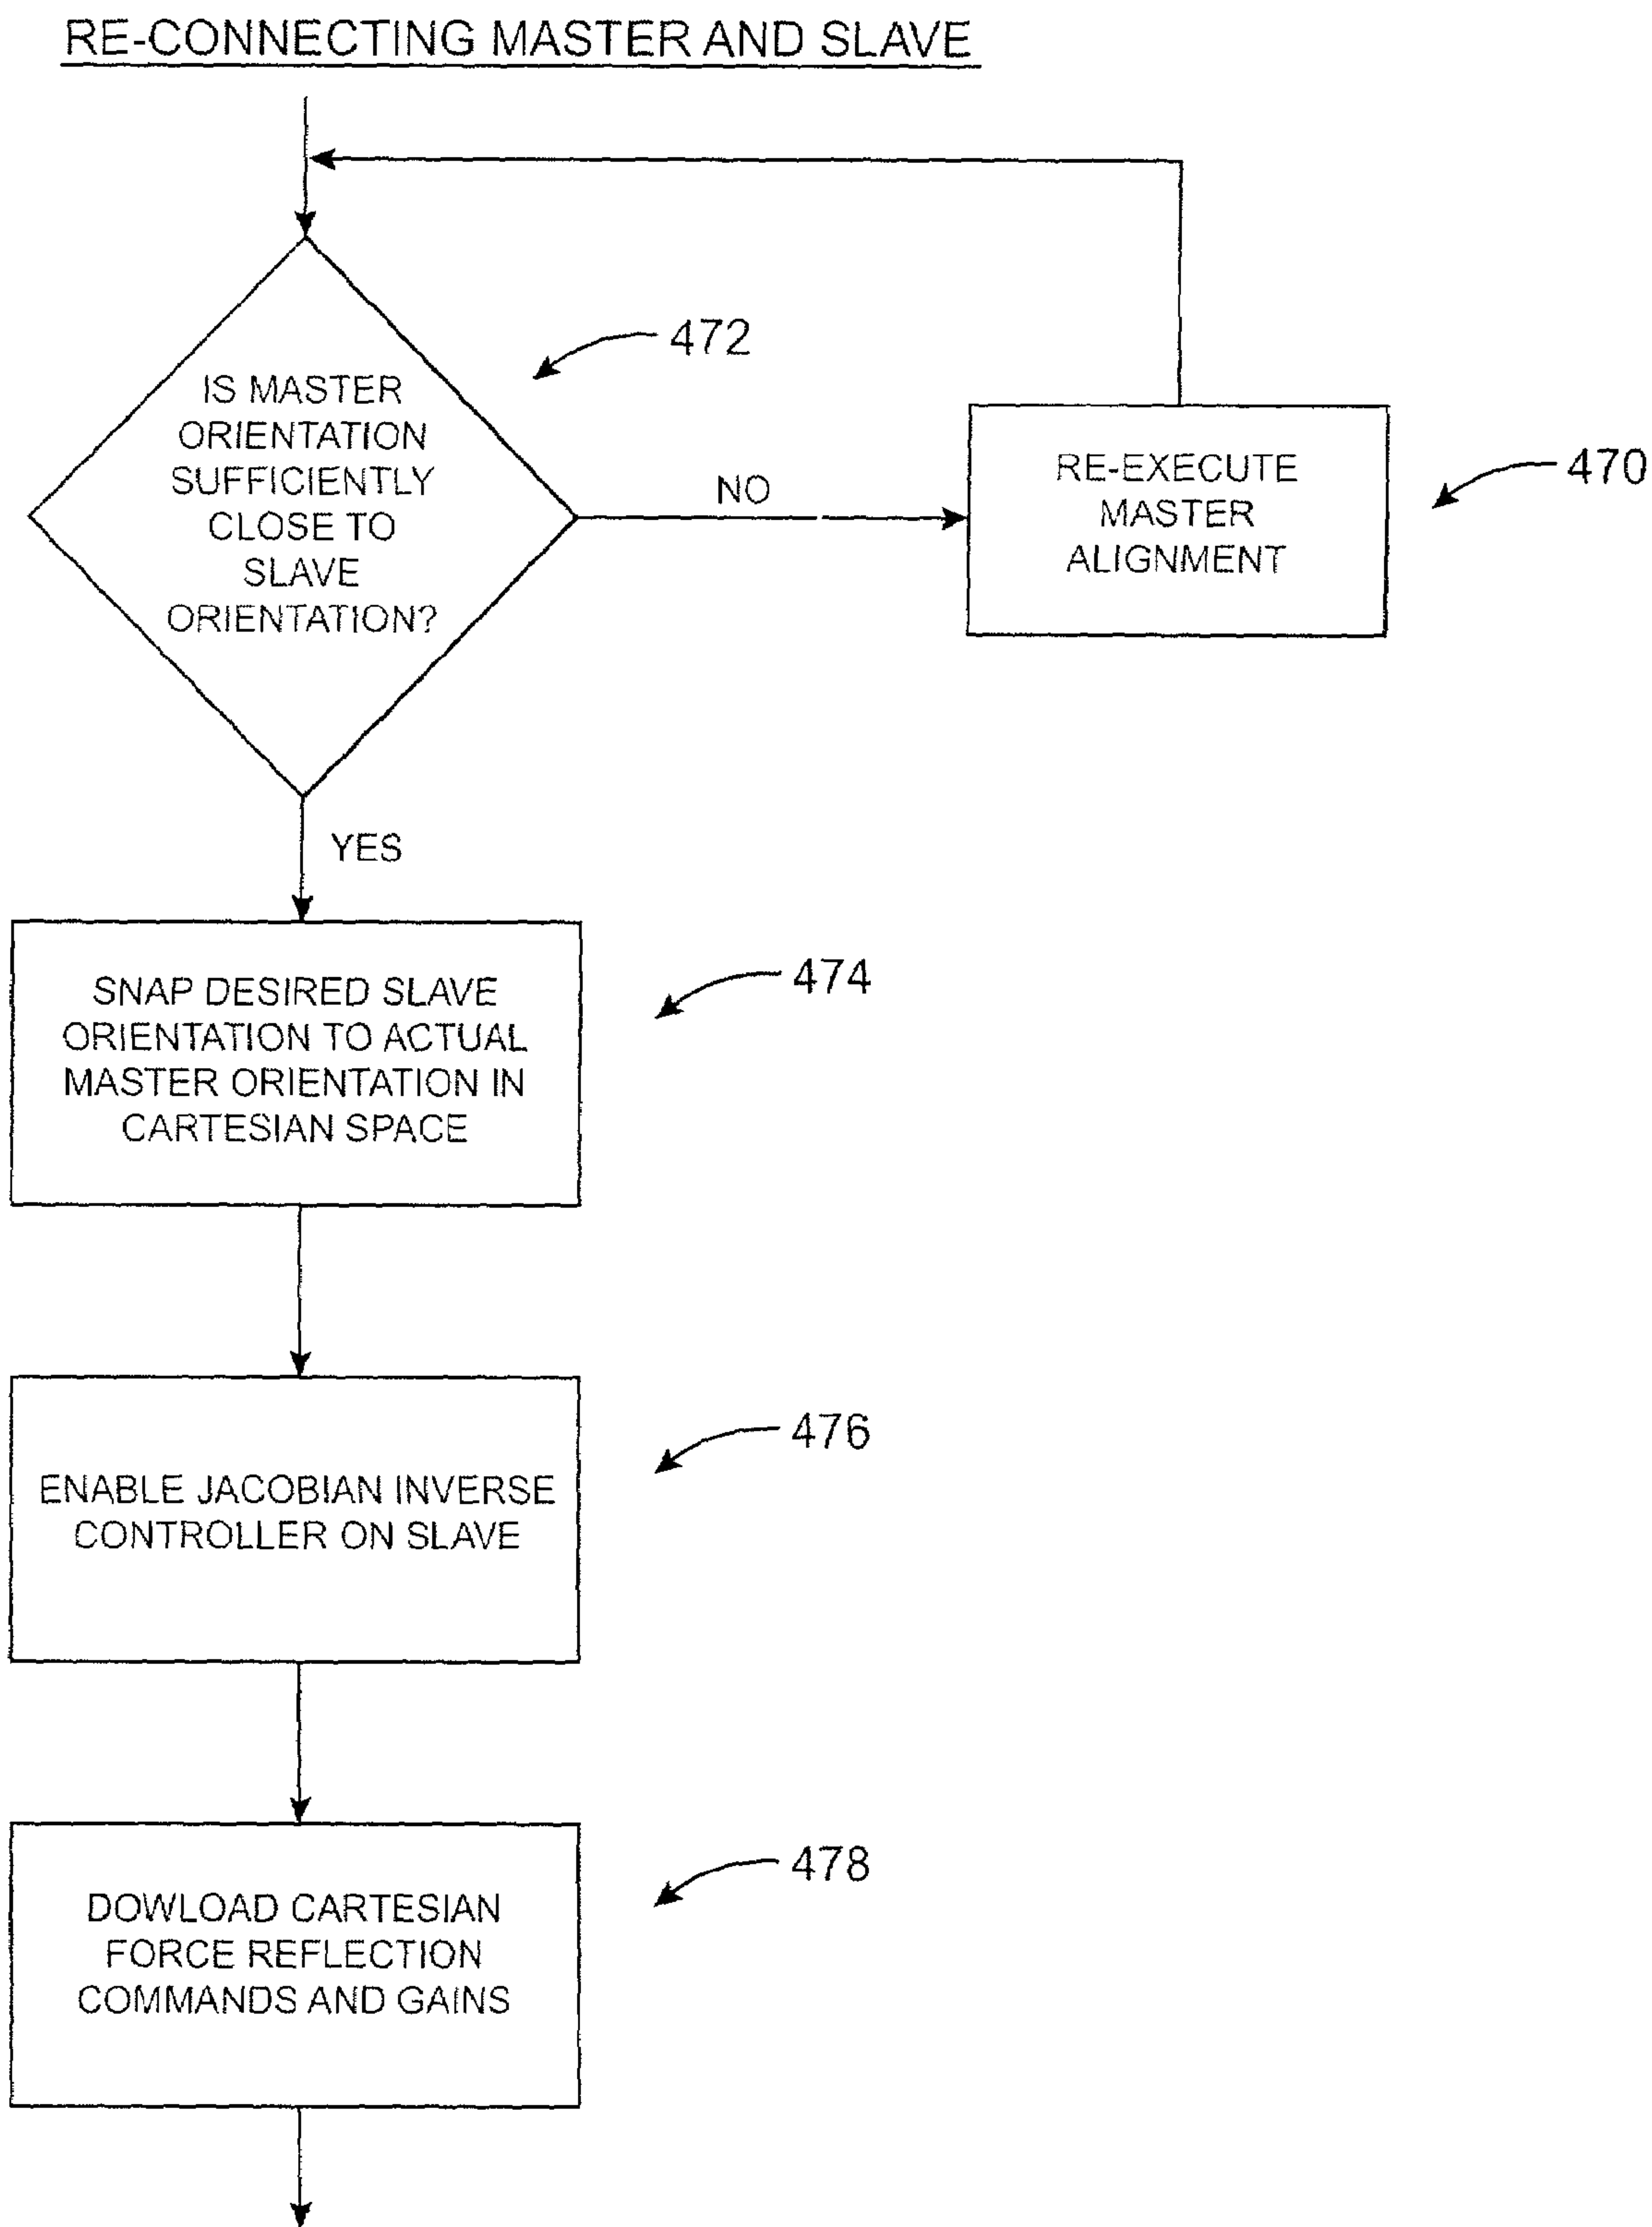 RE-CONNECTING MASTER AND SLAVE
472
IS MASTER
ORIENTATION
SUFFICIENTLY
CLOSE TO
SLAVE
ORIENTATION?
NO
RE-EXECUTE
MASTER
ALIGNMENT
470
YES
SNAP DESIRED SLAVE
ORIENTATION TO ACTUAL
MASTER ORIENTATION IN
CARTESIAN SPACE
474
ENABLE JACOBIAN INVERSE
CONTROLLER ON SLAVE
476
DOWLOAD CARTESIAN
FORCE REFLECTION
COMMANDS AND GAINS
478